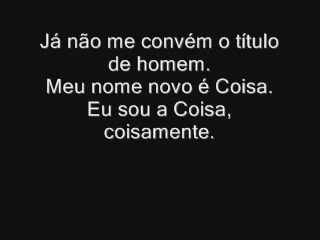 Já não me convém o título
de homem.
Meu nome novo é Coisa.
Eu sou a Coisa,
coisamente.